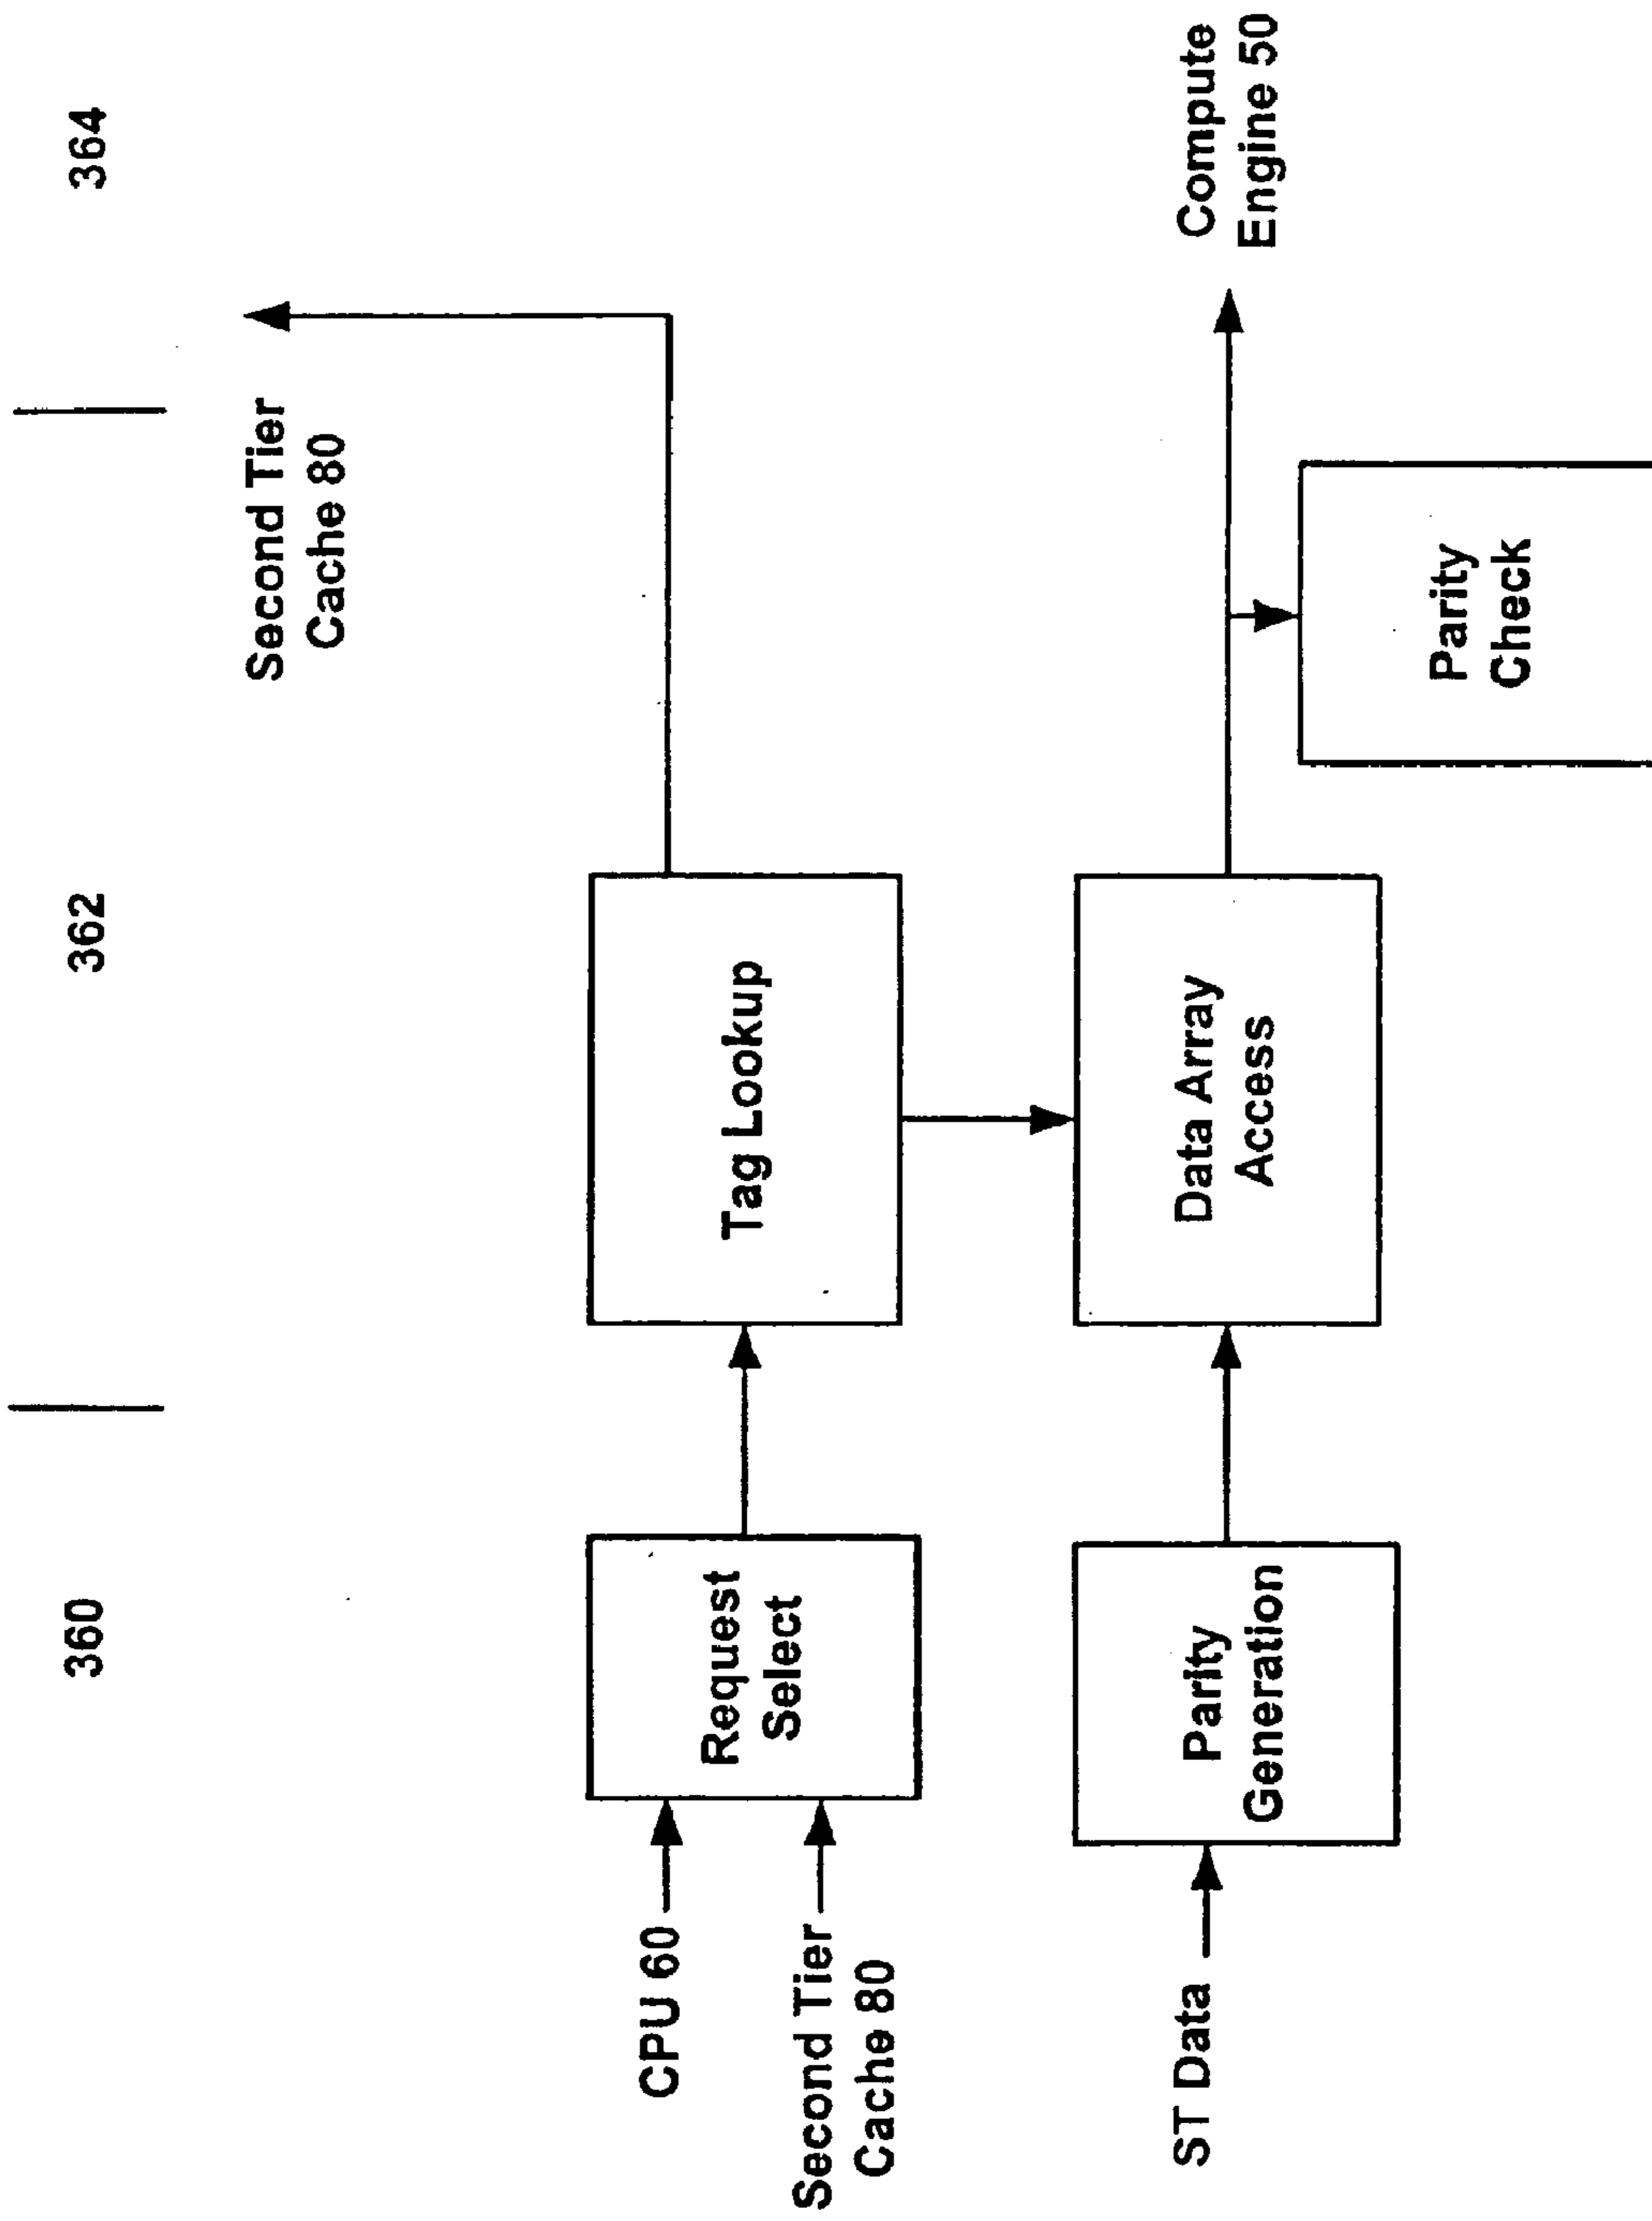 360
362
364
Second Tier
Cache 80
CPU 60
Second Tier
Cache 80
Request
Select
Tag Lookup
ST Data
Parity
Generation
Data Array
Access
Compute
Engine 50
Parity
Check